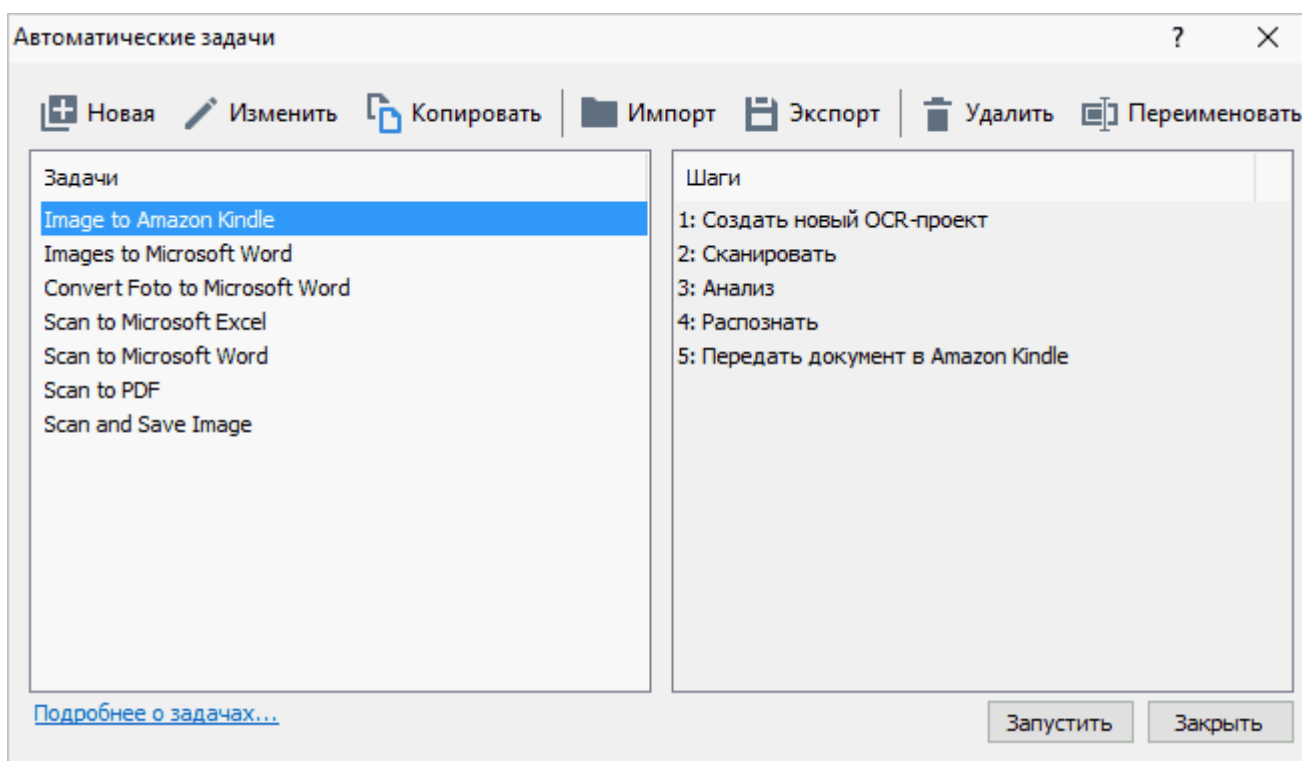 Автоматические задачи
Новая Изменить Копировать Импорт Экспорт Удалить Переименовать
Задачи
Image to Amazon Kindle
Images to Microsoft Word
Convert Foto to Microsoft Word
Scan to Microsoft Excel
Scan to Microsoft Word
Scan to PDF
Scan and Save Image
Шаги
1: Создать новый OCR-проект
2: Сканировать
3: Анализ
4: Распознать
5: Передать документ в Amazon Kindle
Подробнее о задачах...
Запустить Закрыть